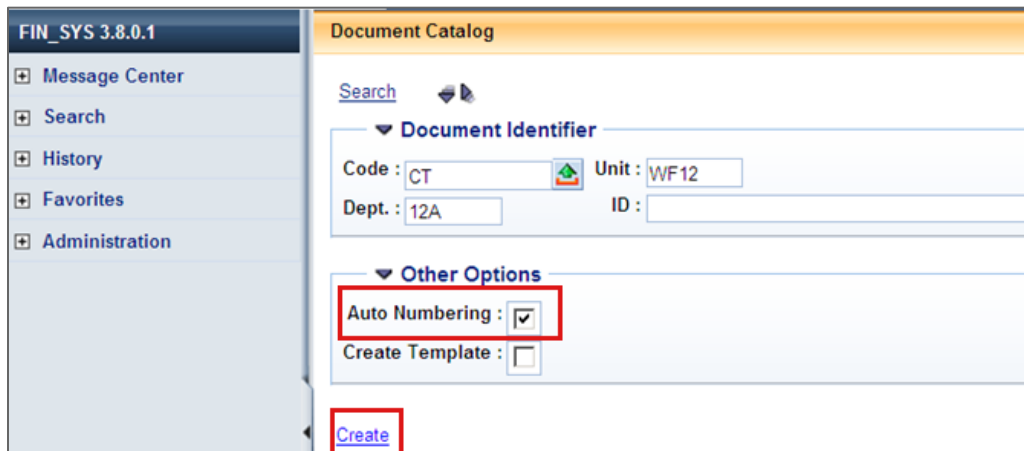 FIN_SYS 3.8.0.1
Message Center
Search
History
Favorites
Administration
Document Catalog
Search
Document Identifier
Code : CT Unit : WF12
Dept. : 12A ID :
Other Options
Auto Numbering :
Create Template :
Create